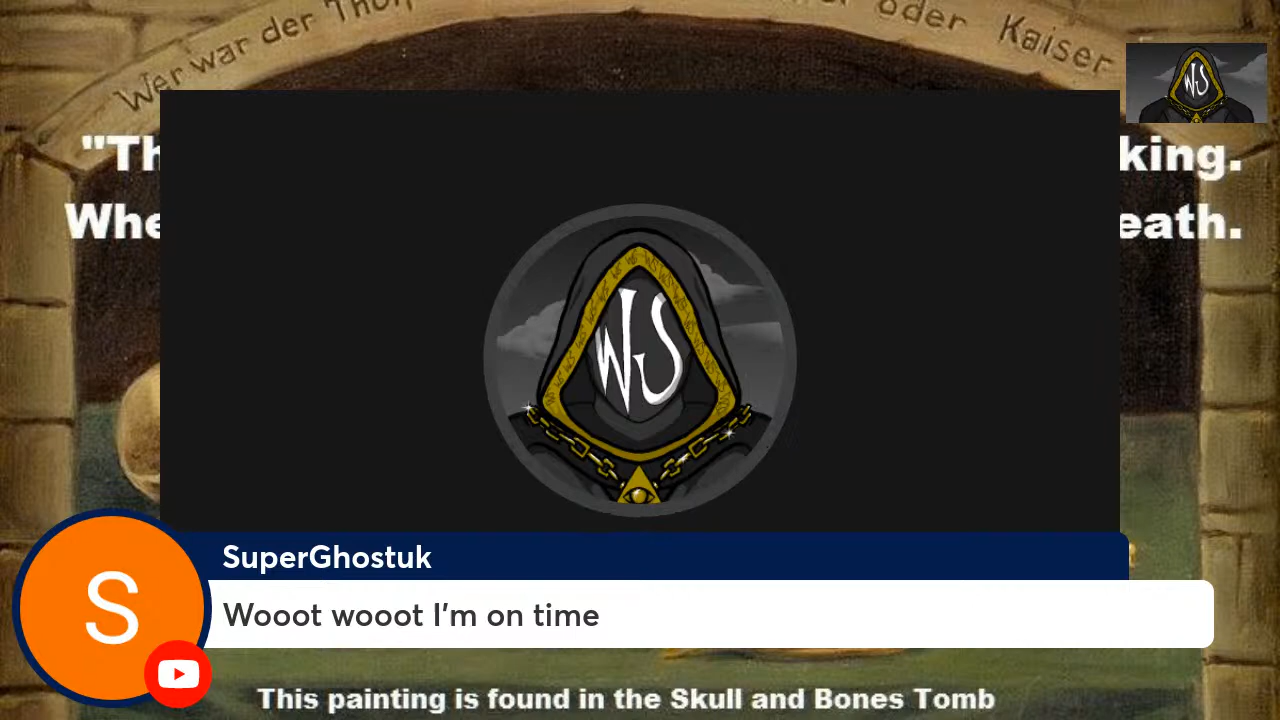 Wer war der Thor
oder Kaiser
"Th
king.
Whe
eath.
WS
WS
SuperGhostuk
Wooot wooot I'm on time
S
This painting is found in the Skull and Bones Tomb